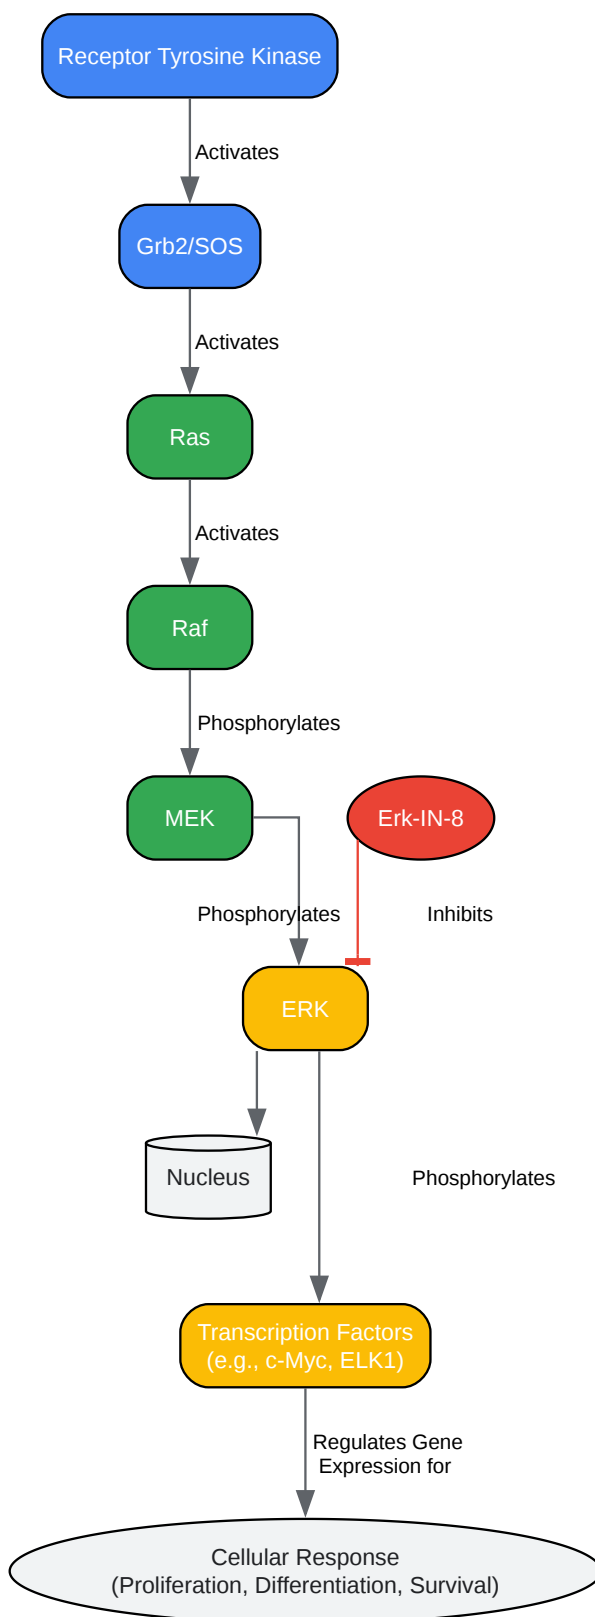 Receptor Tyrosine Kinase
Activates
Grb2/SOS
Activates
Ras
Activates
Raf
Phosphorylates
MEK
Erk-IN-8
Phosphorylates
Inhibits
ERK
Nucleus
Phosphorylates
Transcription Factors
(e.g., c-Myc, ELK1)
Regulates Gene
Expression for
Cellular Response
(Proliferation, Differentiation, Survival)